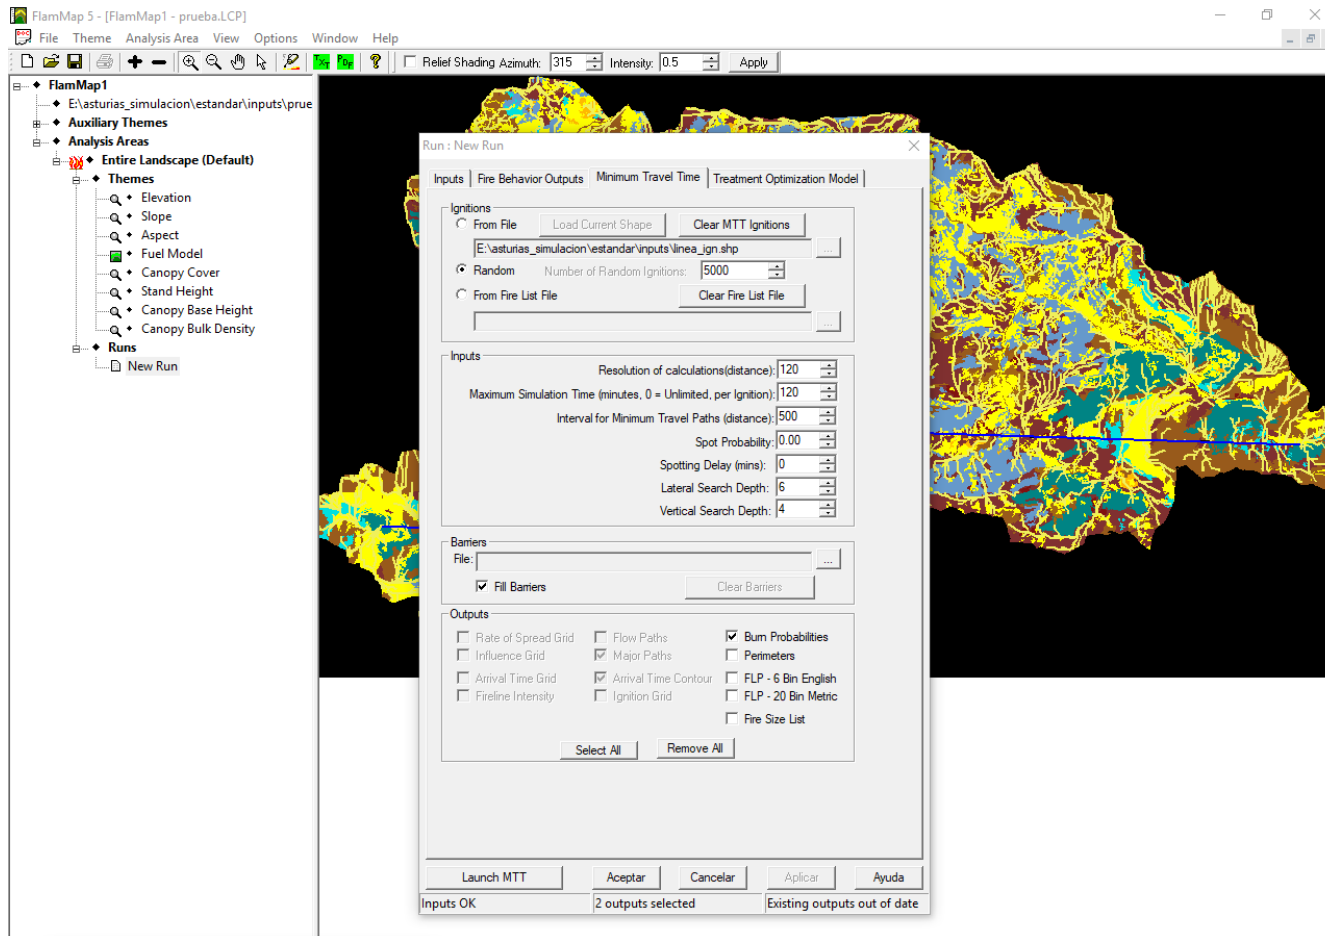 FlamMap 5 - [FlamMap1 - prueba.LCP]
File Theme Analysis Area View Options Window Help
Relief Shading Azimuth: 315 Intensity: 0.5 Apply
FlamMap1
E:\asturias_simulacion\estandar\inputs\prue
Auxiliary Themes
Analysis Areas
Entire Landscape (Default)
Themes
Elevation
Slope
Aspect
Fuel Model
Canopy Cover
Stand Height
Canopy Base Height
Canopy Bulk Density
Runs
New Run
Run : New Run
Inputs Fire Behavior Outputs Minimum Travel Time Treatment Optimization Model
Ignitions
From File Load Current Shape Clear MTT Ignitions
E:\asturias_simulacion\estandar\inputs\linea_ign.shp ...
Random Number of Random Ignitions: 5000
From Fire List File Clear Fire List File
...
Inputs
Resolution of calculations(distance): 120
Maximum Simulation Time (minutes, 0 = Unlimited, per Ignition): 120
Interval for Minimum Travel Paths (distance): 500
Spot Probability: 0.00
Spotting Delay (mins): 0
Lateral Search Depth: 6
Vertical Search Depth: 4
Barriers
File: ...
Fill Barriers Clear Barriers
Outputs
Rate of Spread Grid Flow Paths Burn Probabilities
Influence Grid Major Paths Perimeters
Arrival Time Grid Arrival Time Contour FLP - 6 Bin English
Fireline Intensity Ignition Grid FLP - 20 Bin Metric
Fire Size List
Select All Remove All
Launch MTT Aceptar Cancelar Aplicar Ayuda
Inputs OK 2 outputs selected Existing outputs out of date